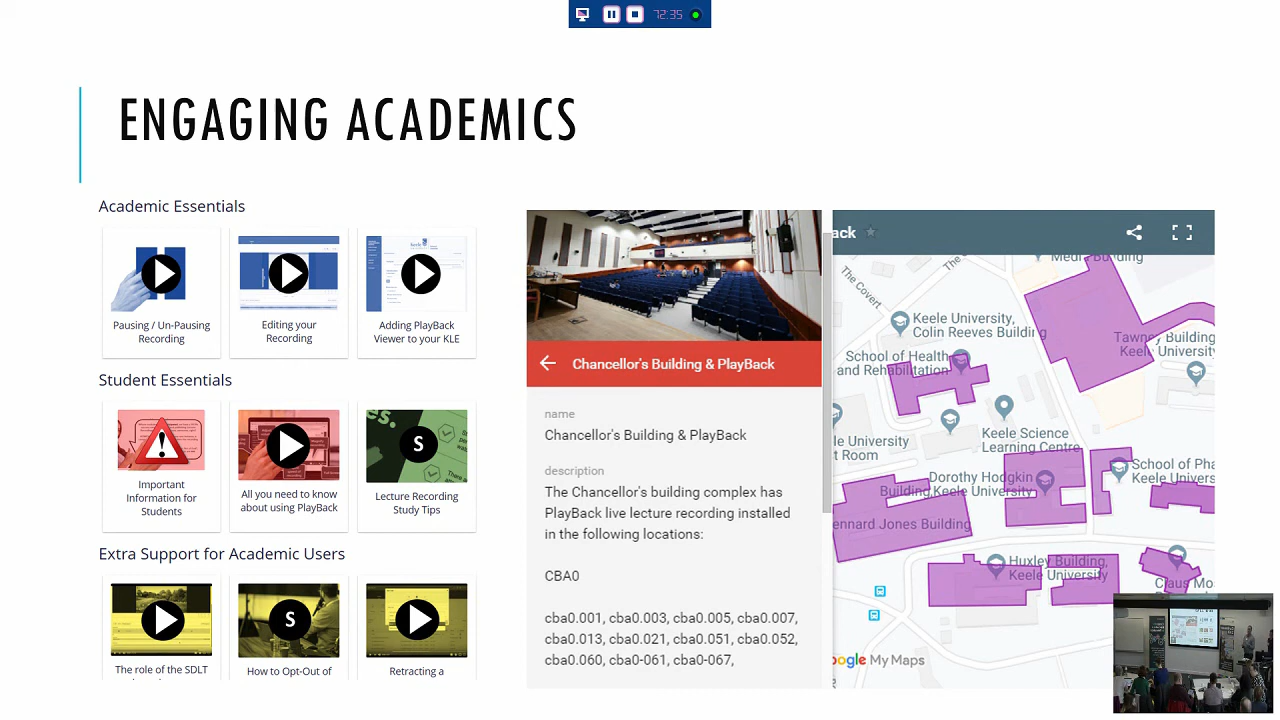 72:35
ENGAGING ACADEMICS
Academic Essentials
Pausing / Un-Pausing
Recording
Editing your
Recording
Adding PlayBack
Viewer to your KLE
Student Essentials
Important
Information for
Students
All you need to know
about using PlayBack
S
Lecture Recording
Study Tips
Extra Support for Academic Users
The role of the SDLT
S
How to Opt-Out of
Retracting a
Chancellor's Building & PlayBack
name
Chancellor's Building & PlayBack
description
The Chancellor's building complex has
PlayBack live lecture recording installed
in the following locations:
CBA0
cba0.001, cba0.003, cba0.005, cba0.007,
cba0.013, cba0.021, cba0.051, cba0.052,
cba0.060, cba0-061, cba0-067,
ack
The Covert
The S
Media Building
Keele University,
Colin Reeves Building
Tawney Building,
Keele University
School of Health
and Rehabilitation
Keele Science
Learning Centre
le University
t Room
Dorothy Hodgkin
Building,Keele University
School of Pha
Keele Universi
ennard Jones Building
Huxley Building,
Keele University
Claus Mo
ogle My Maps